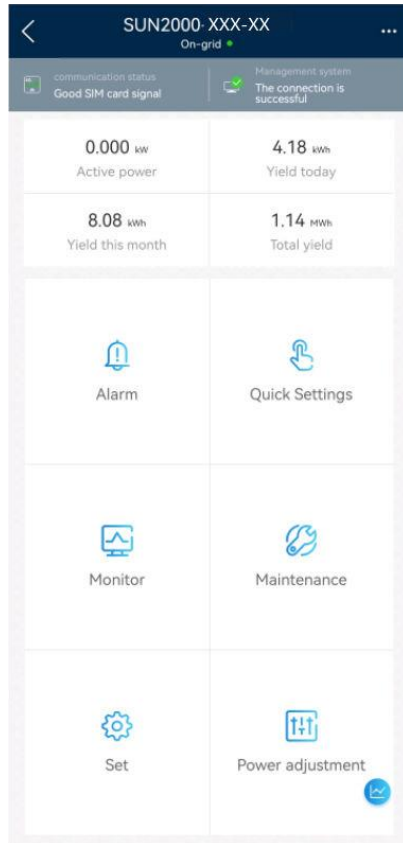 SUN2000-XXX-XX
On-grid
communication status
Good SIM card signal
Management system
The connection is
successful
0.000 kW
Active power
4.18 kWh
Yield today
8.08 kWh
Yield this month
1.14 MWh
Total yield
Alarm
Quick Settings
Monitor
Maintenance
Set
Power adjustment